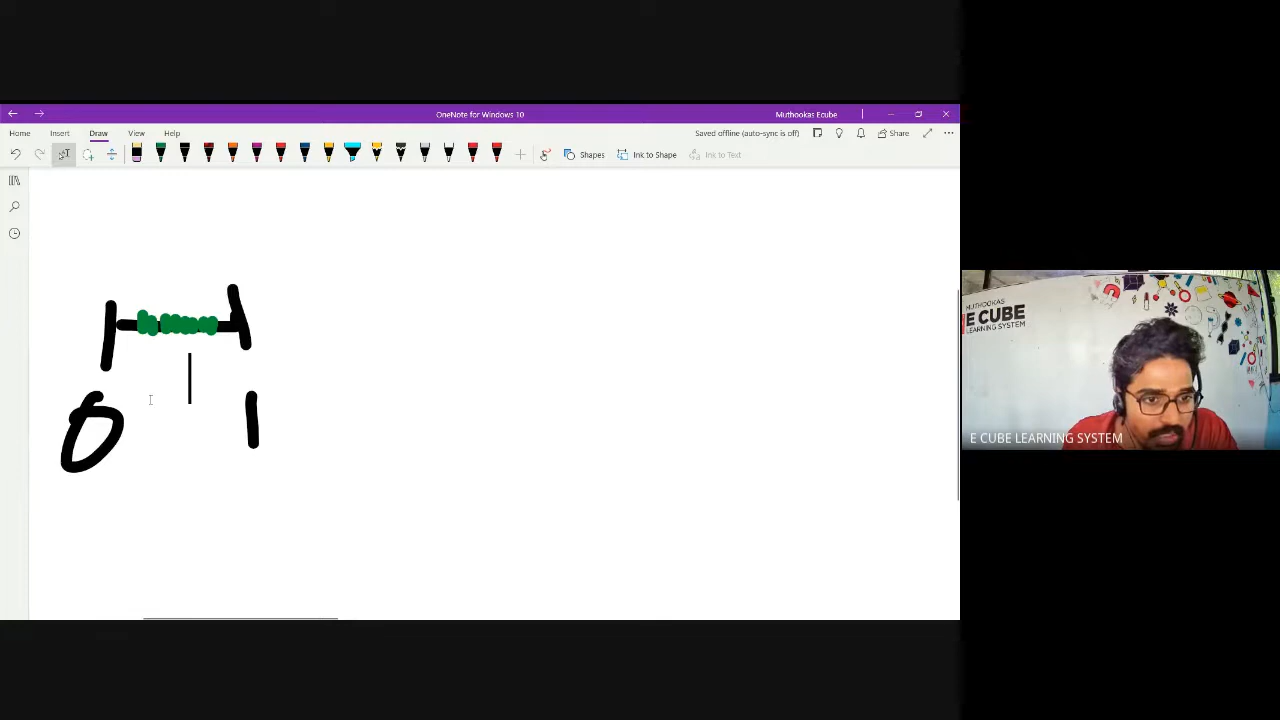 OneNote for Windows 10
Muthookas Ecube
Home Insert Draw View Help
Saved offline (auto-sync is off)
Share
Shapes
Ink to Shape
Ink to Text
0 1
MUTHOOKAS
E CUBE
LEARNING SYSTEM
E CUBE LEARNING SYSTEM